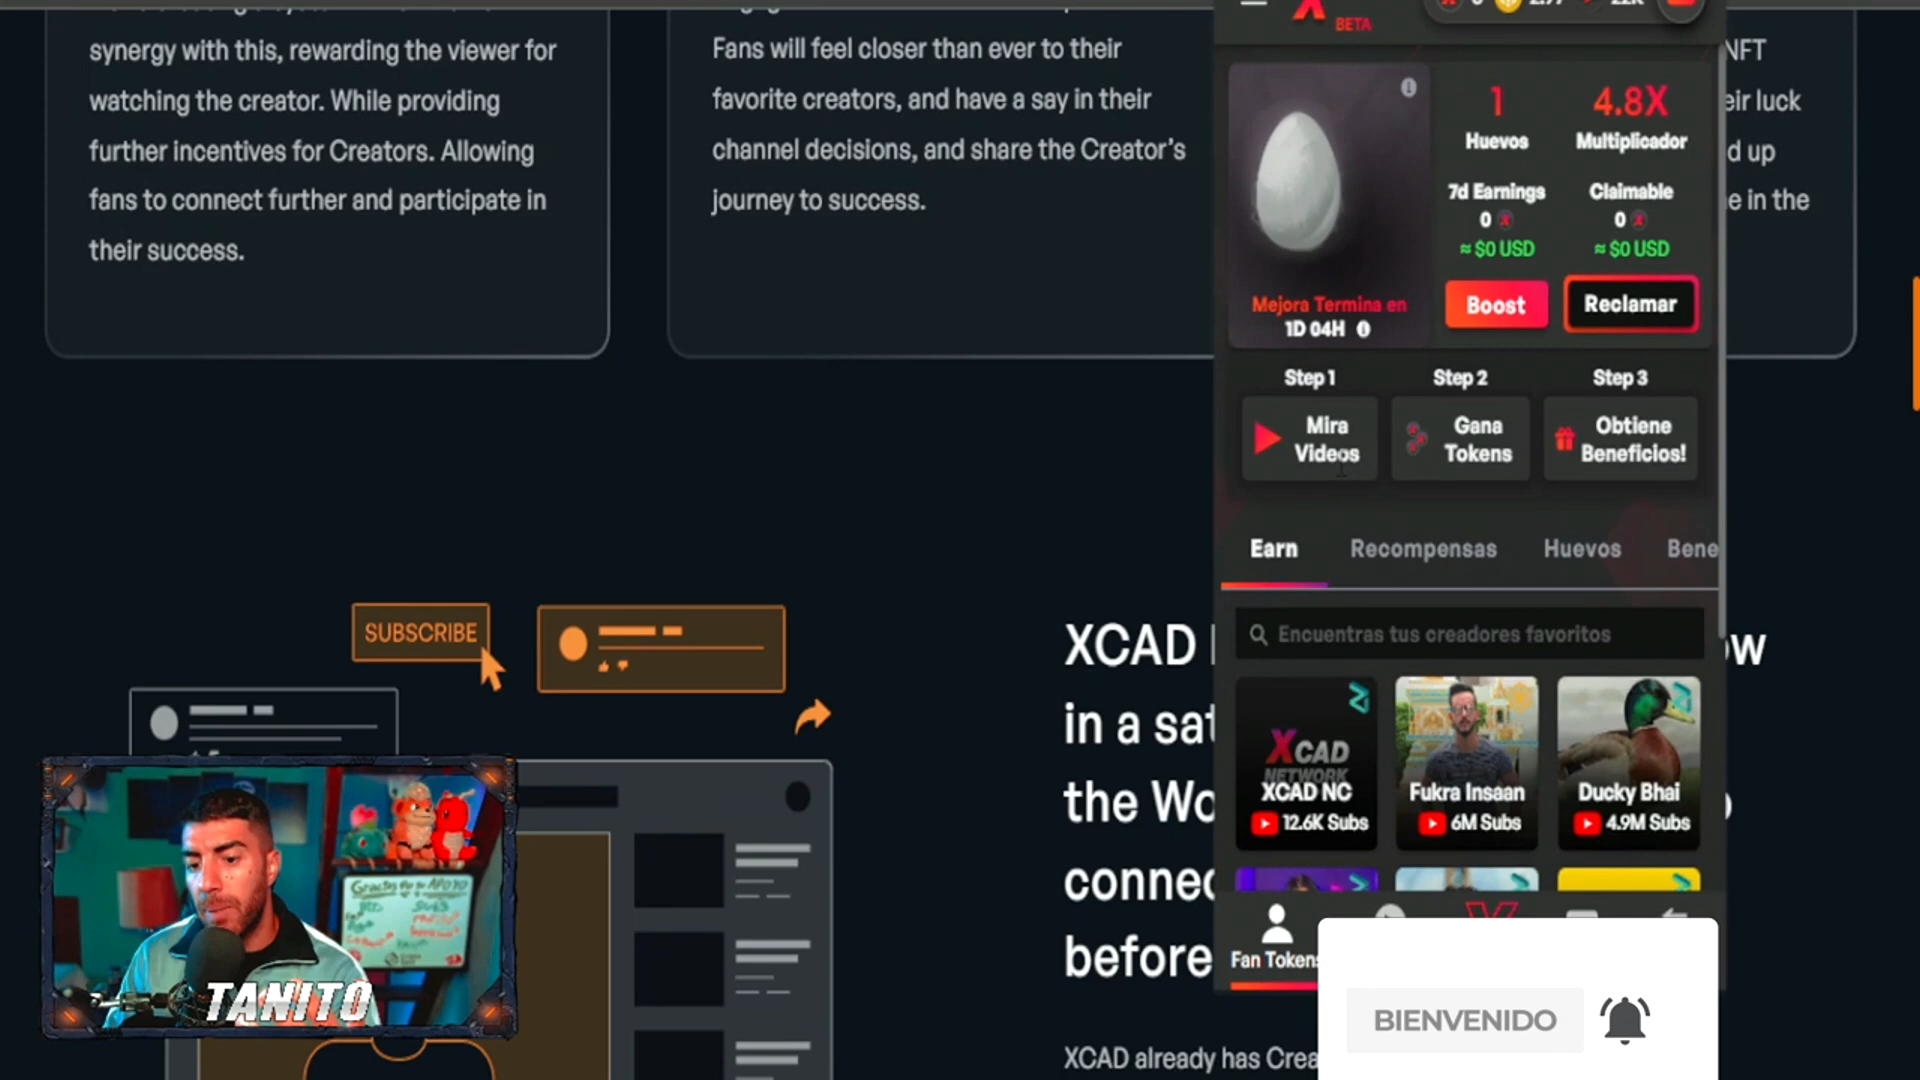 synergy with this, rewarding the viewer for
watching the creator. While providing
further incentives for Creators. Allowing
fans to connect further and participate in
their success.
Fans will feel closer than ever to their
favorite creators, and have a say in their
channel decisions, and share the Creator's
journey to success.
NFT
eir luck
d up
e in the
BETA
1
Huevos
4.8X
Multiplicador
7d Earnings
0
≈ $0 USD
Claimable
0
≈ $0 USD
Mejora Termina en
1D 04H
Boost
Reclamar
Step 1
Step 2
Step 3
Mira
Videos
Gana
Tokens
Obtiene
Beneficios!
Earn
Recompensas
Huevos
Bene
Encuentras tus creadores favoritos
XCAD
NETWORK
XCAD NC
12.6K Subs
Fukra Insaan
6M Subs
Ducky Bhai
4.9M Subs
Fan Tokens
SUBSCRIBE
XCAD
ow
in a sat
the Wo
connec
before
XCAD already has Crea
TANITO
BIENVENIDO